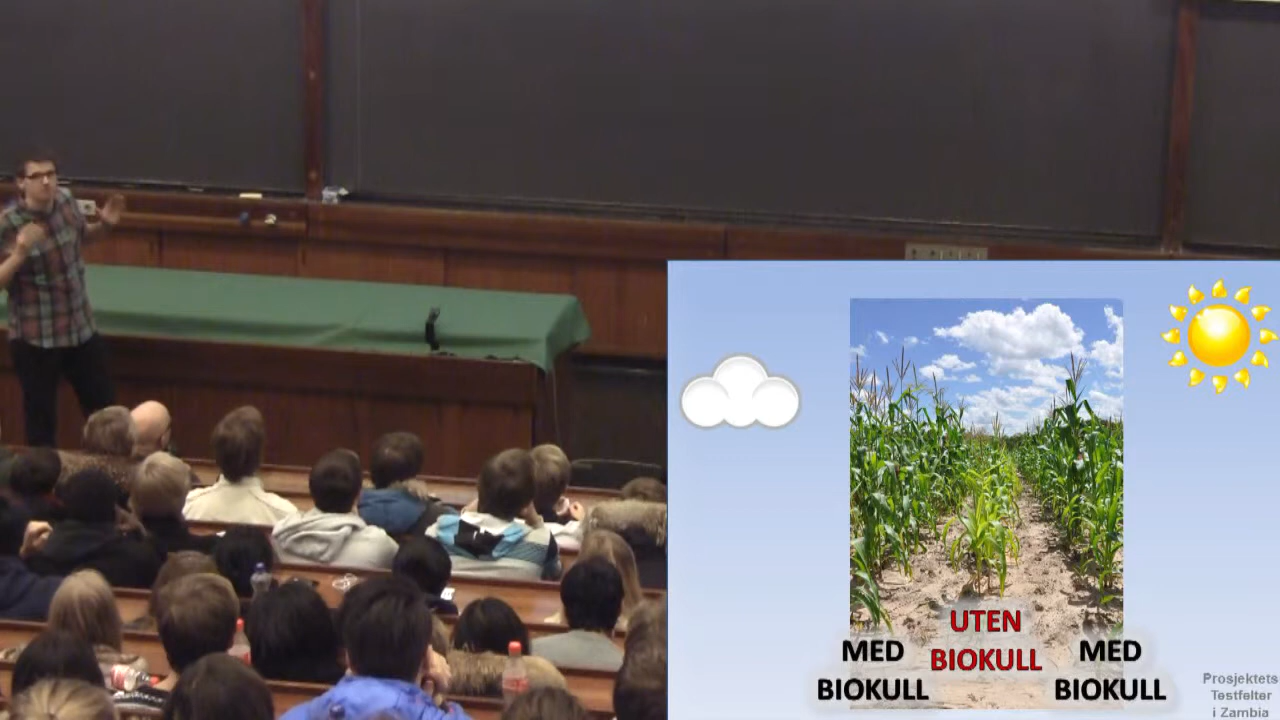 UTEN
BIOKULL
MED
BIOKULL
MED
BIOKULL
Prosjektets
Testfelter
i Zambia